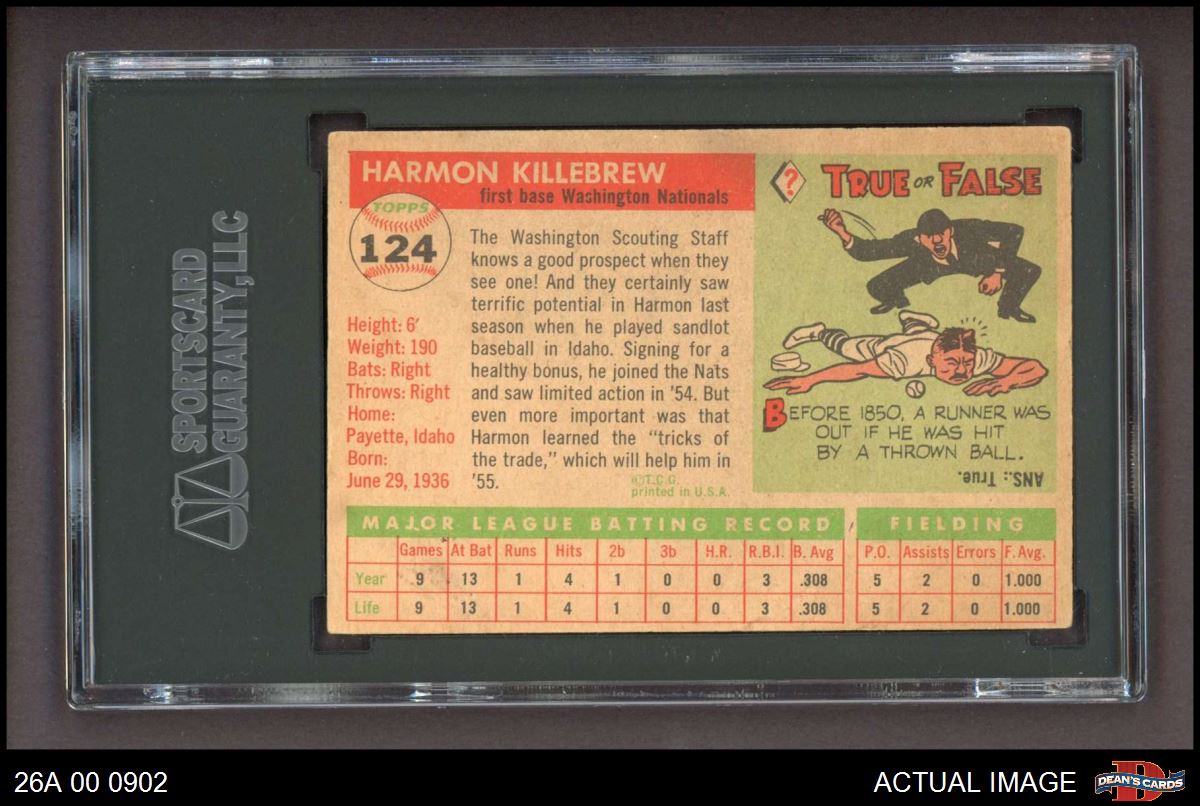 SPORTSCARD
GUARANTY, LLC
HARMON KILLEBREW
first base Washington Nationals
TOPPS
124
Height: 6'
Weight: 190
Bats: Right
Throws: Right
Home:
Payette, Idaho
Born:
June 29, 1936
The Washington Scouting Staff
knows a good prospect when they
see one! And they certainly saw
terrific potential in Harmon last
season when he played sandlot
baseball in Idaho. Signing for a
healthy bonus, he joined the Nats
and saw limited action in '54. But
even more important was that
Harmon learned the "tricks of
the trade," which will help him in
'55.
©T.C.G.
printed in U.S.A.
? TRUE OR FALSE
BEFORE 1850, A RUNNER WAS
OUT IF HE WAS HIT
BY A THROWN BALL.
ANS.: True.
MAJOR LEAGUE BATTING RECORD
Games At Bat Runs Hits 2b 3b H.R. R.B.I. B. Avg
Year 9 13 1 4 1 0 0 3 .308
Life 9 13 1 4 1 0 0 3 .308
FIELDING
P.O. Assists Errors F. Avg.
5 2 0 1.000
5 2 0 1.000
26A 00 0902
ACTUAL IMAGE
DEAN'S CARDS